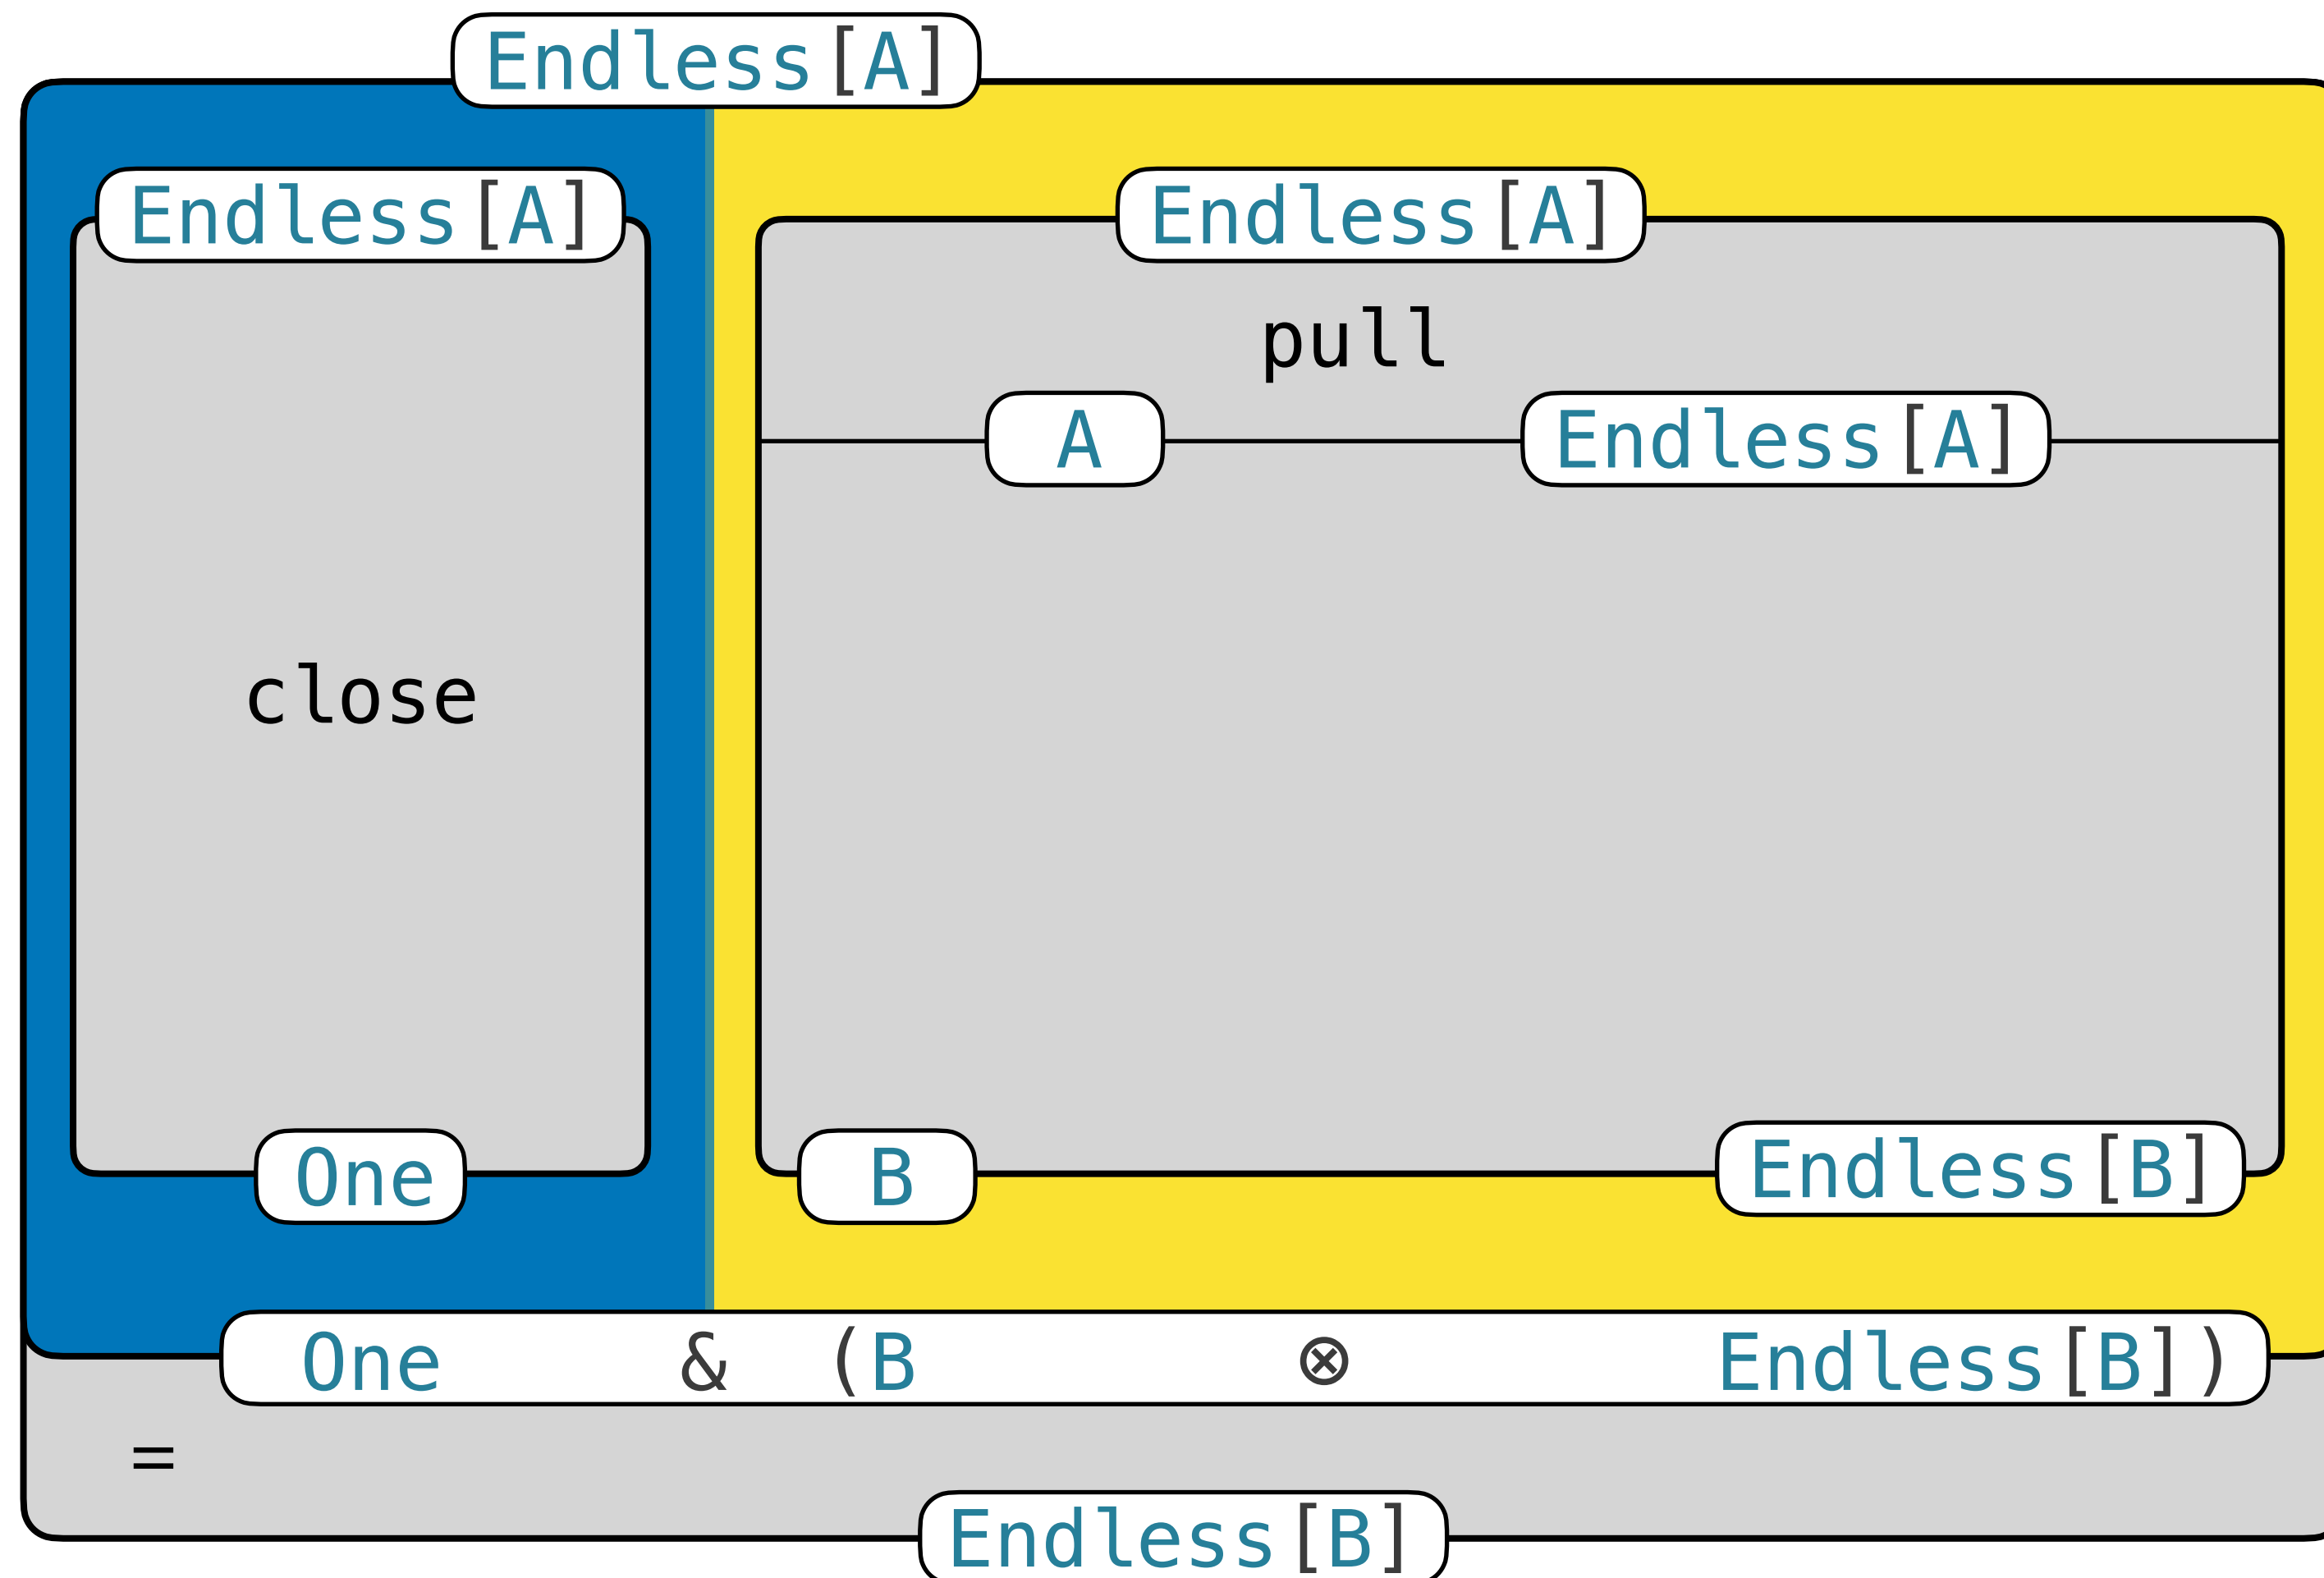 Endless[A]
Endless[A] Endless[A]
pull
A Endless[A]
close
One B Endless[B]
One & (B ⊗ Endless[B])
=
Endless[B]